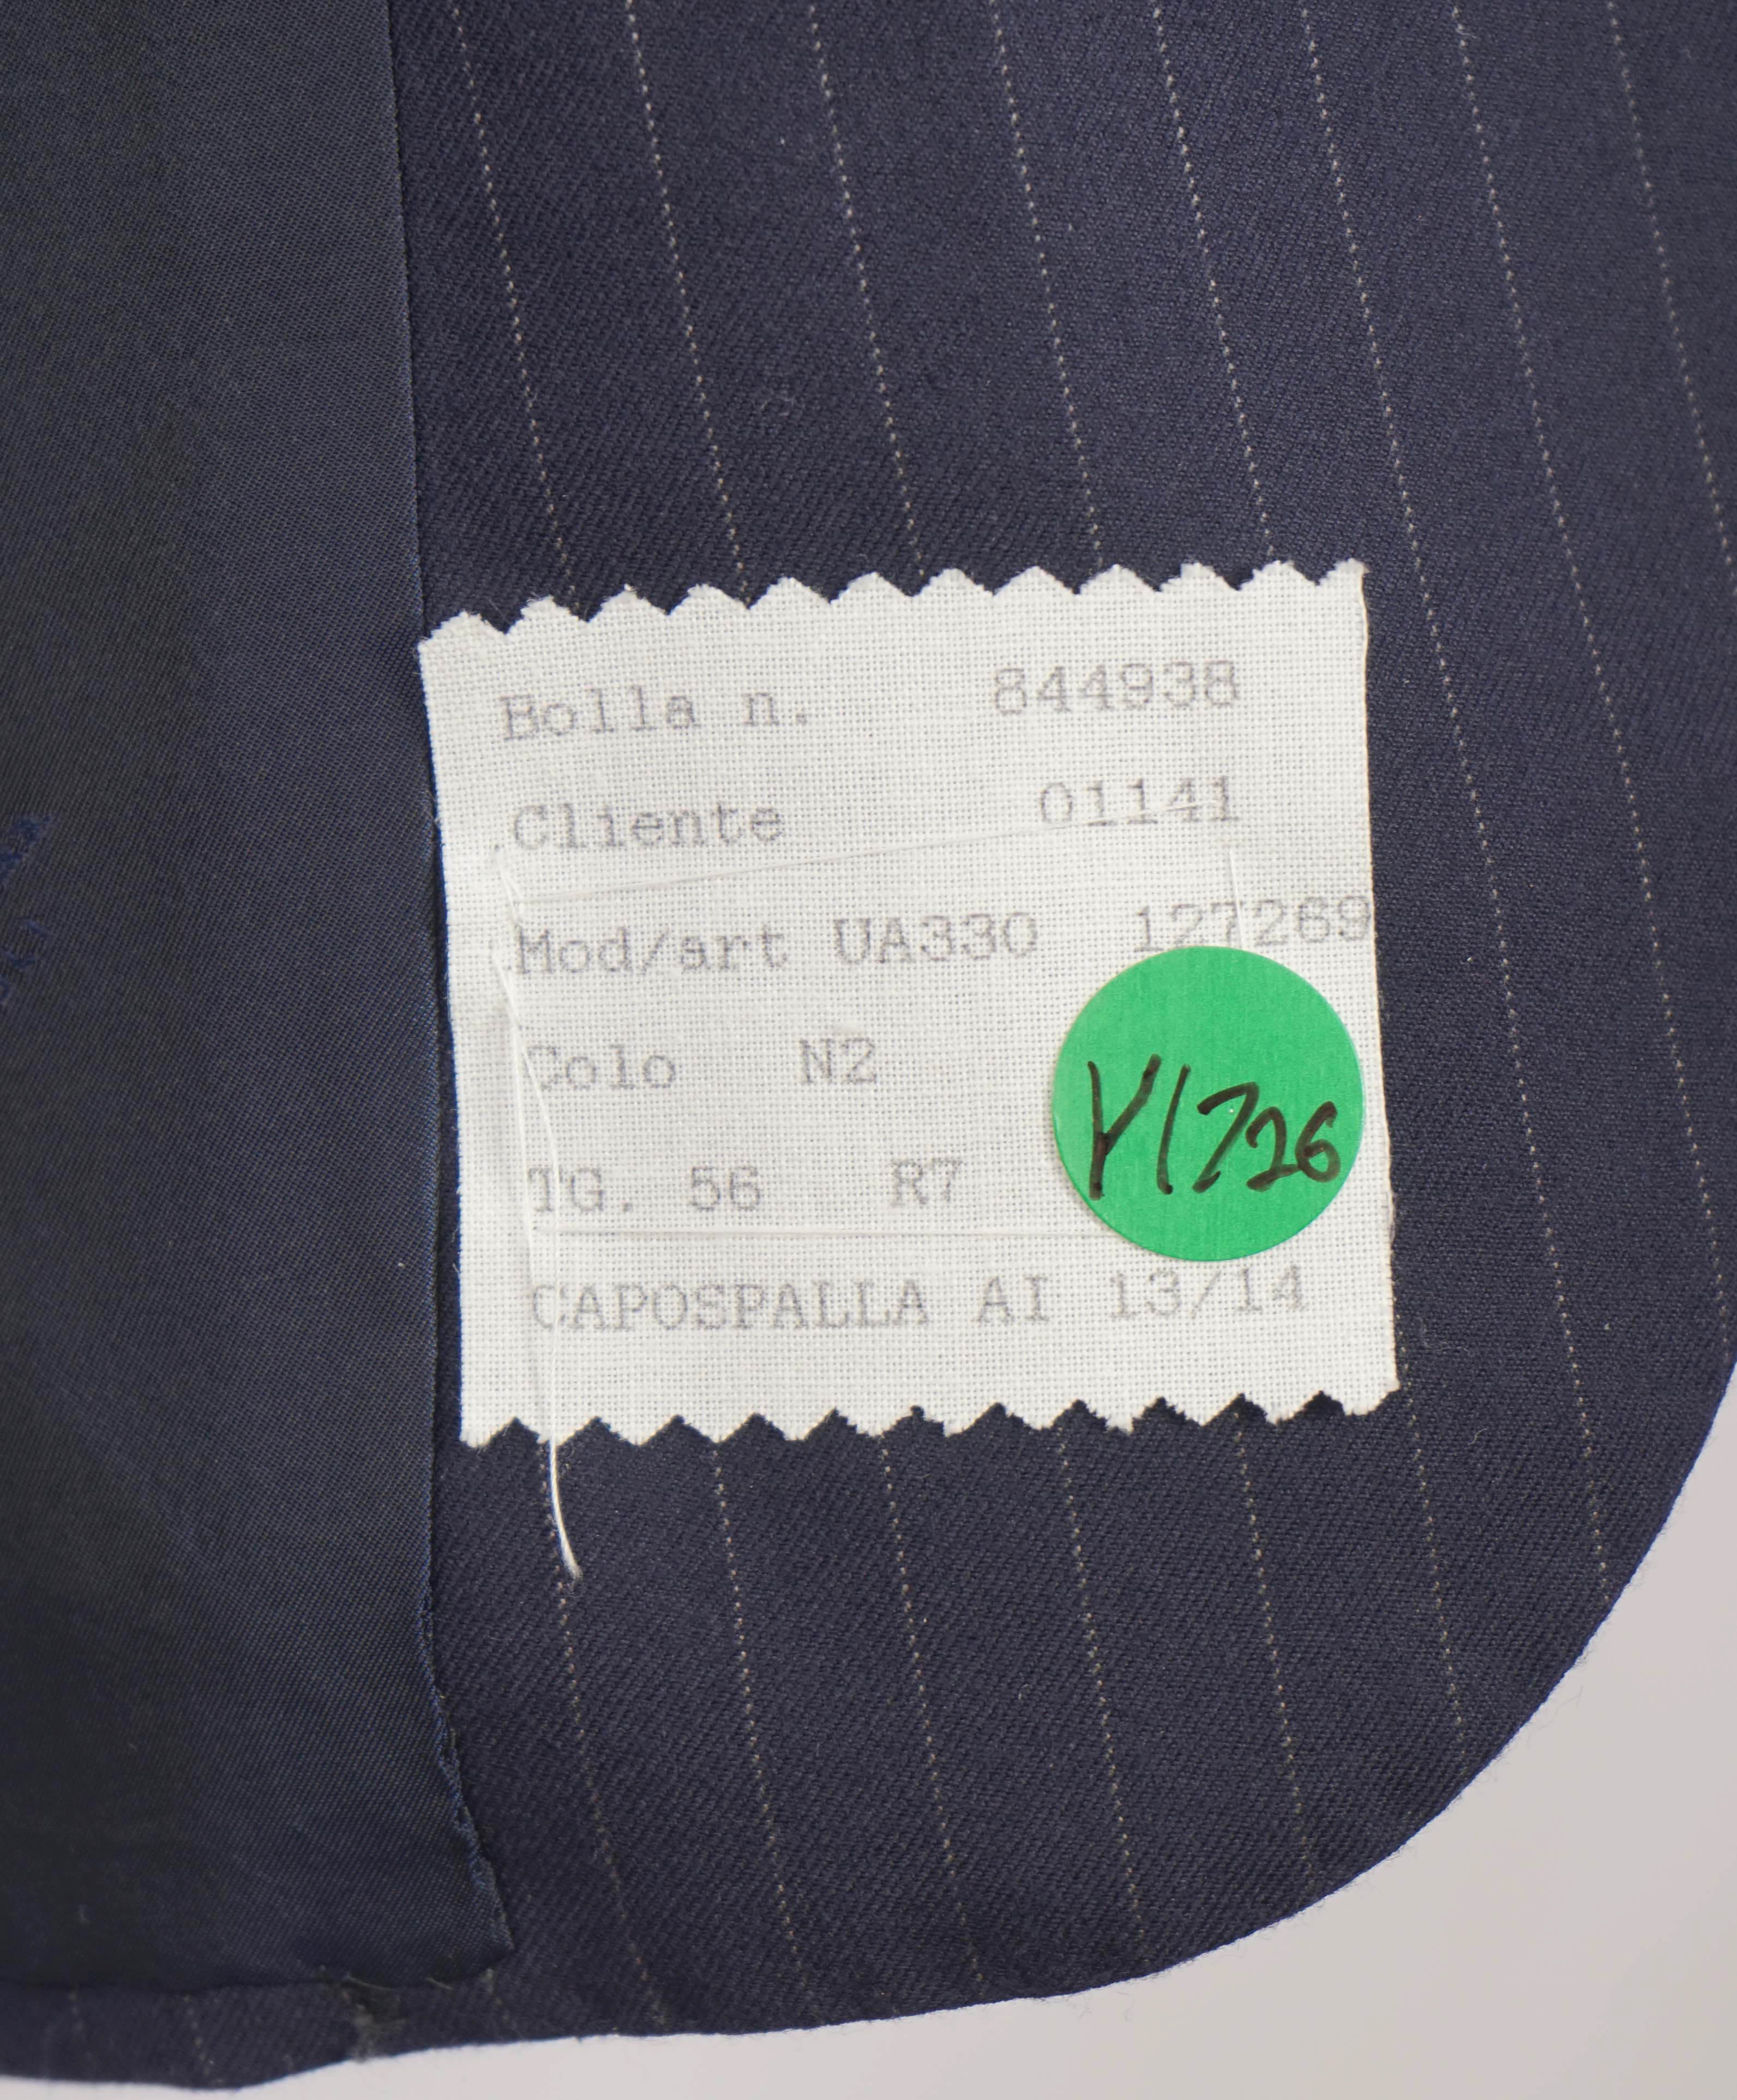 Bolla n. 844938
Cliente 01141
Mod/art UA330 127269
Colo N2
Y1726
TG. 56 R7
CAPOSPALLA AI 13/14